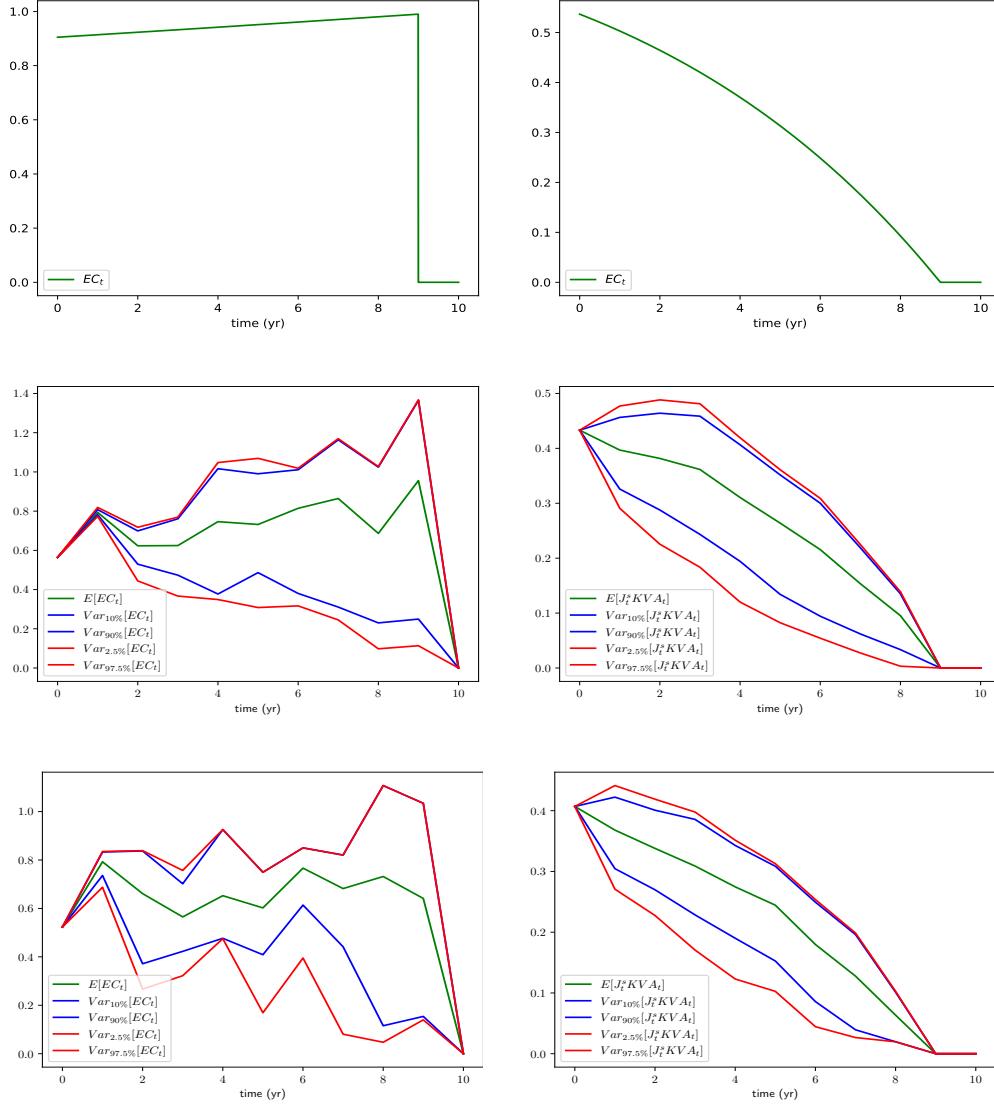 1.0
0.8
0.6
0.4
0.2
0.0
EC_t
0 2 4 6 8 10
time (yr)
0.5
0.4
0.3
0.2
0.1
0.0
EC_t
0 2 4 6 8 10
time (yr)
1.4
1.2
1.0
0.8
0.6
0.4
0.2
0.0
E[EC_t]
Var_{10%}[EC_t]
Var_{90%}[EC_t]
Var_{2.5%}[EC_t]
Var_{97.5%}[EC_t]
0 2 4 6 8 10
time (yr)
0.5
0.4
0.3
0.2
0.1
0.0
E[J_t^s KVA_t]
Var_{10%}[J_t^s KVA_t]
Var_{90%}[J_t^s KVA_t]
Var_{2.5%}[J_t^s KVA_t]
Var_{97.5%}[J_t^s KVA_t]
0 2 4 6 8 10
time (yr)
1.0
0.8
0.6
0.4
0.2
0.0
E[EC_t]
Var_{10%}[EC_t]
Var_{90%}[EC_t]
Var_{2.5%}[EC_t]
Var_{97.5%}[EC_t]
0 2 4 6 8 10
time (yr)
0.4
0.3
0.2
0.1
0.0
E[J_t^s KVA_t]
Var_{10%}[J_t^s KVA_t]
Var_{90%}[J_t^s KVA_t]
Var_{2.5%}[J_t^s KVA_t]
Var_{97.5%}[J_t^s KVA_t]
0 2 4 6 8 10
time (yr)